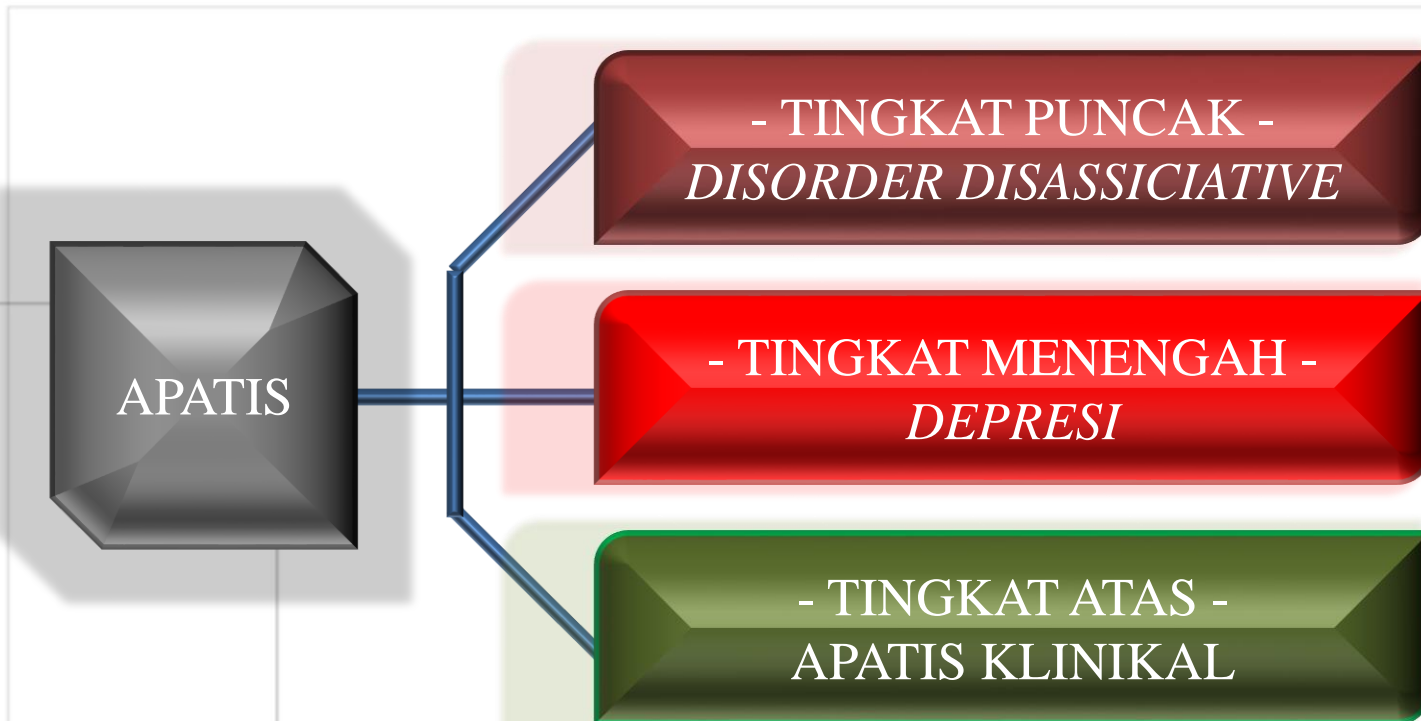 APATIS
- TINGKAT PUNCAK -
DISORDER DISASSICIATIVE
- TINGKAT MENENGAH -
DEPRESI
- TINGKAT ATAS -
APATIS KLINIKAL